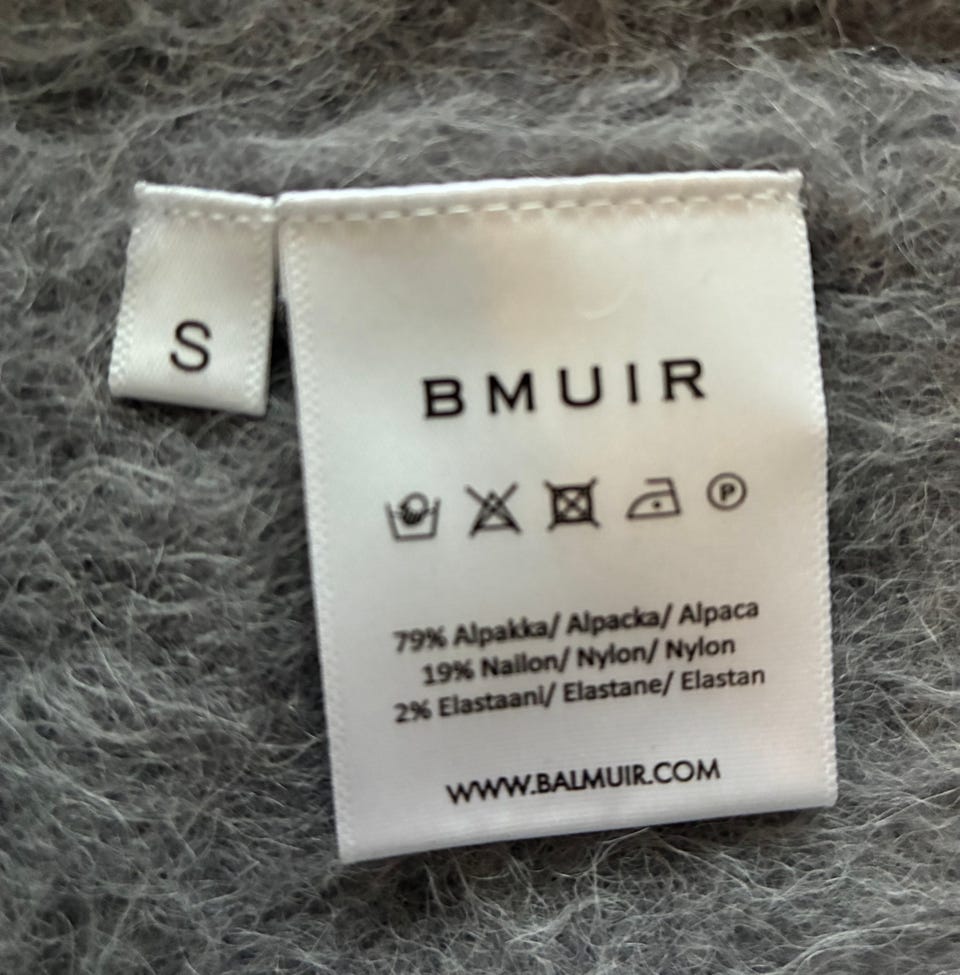 S
BMUIR
P
79% Alpakka/ Alpacka/ Alpaca
19% Nailon/ Nylon/ Nylon
2% Elastaani/ Elastane/ Elastan
WWW.BALMUIR.COM